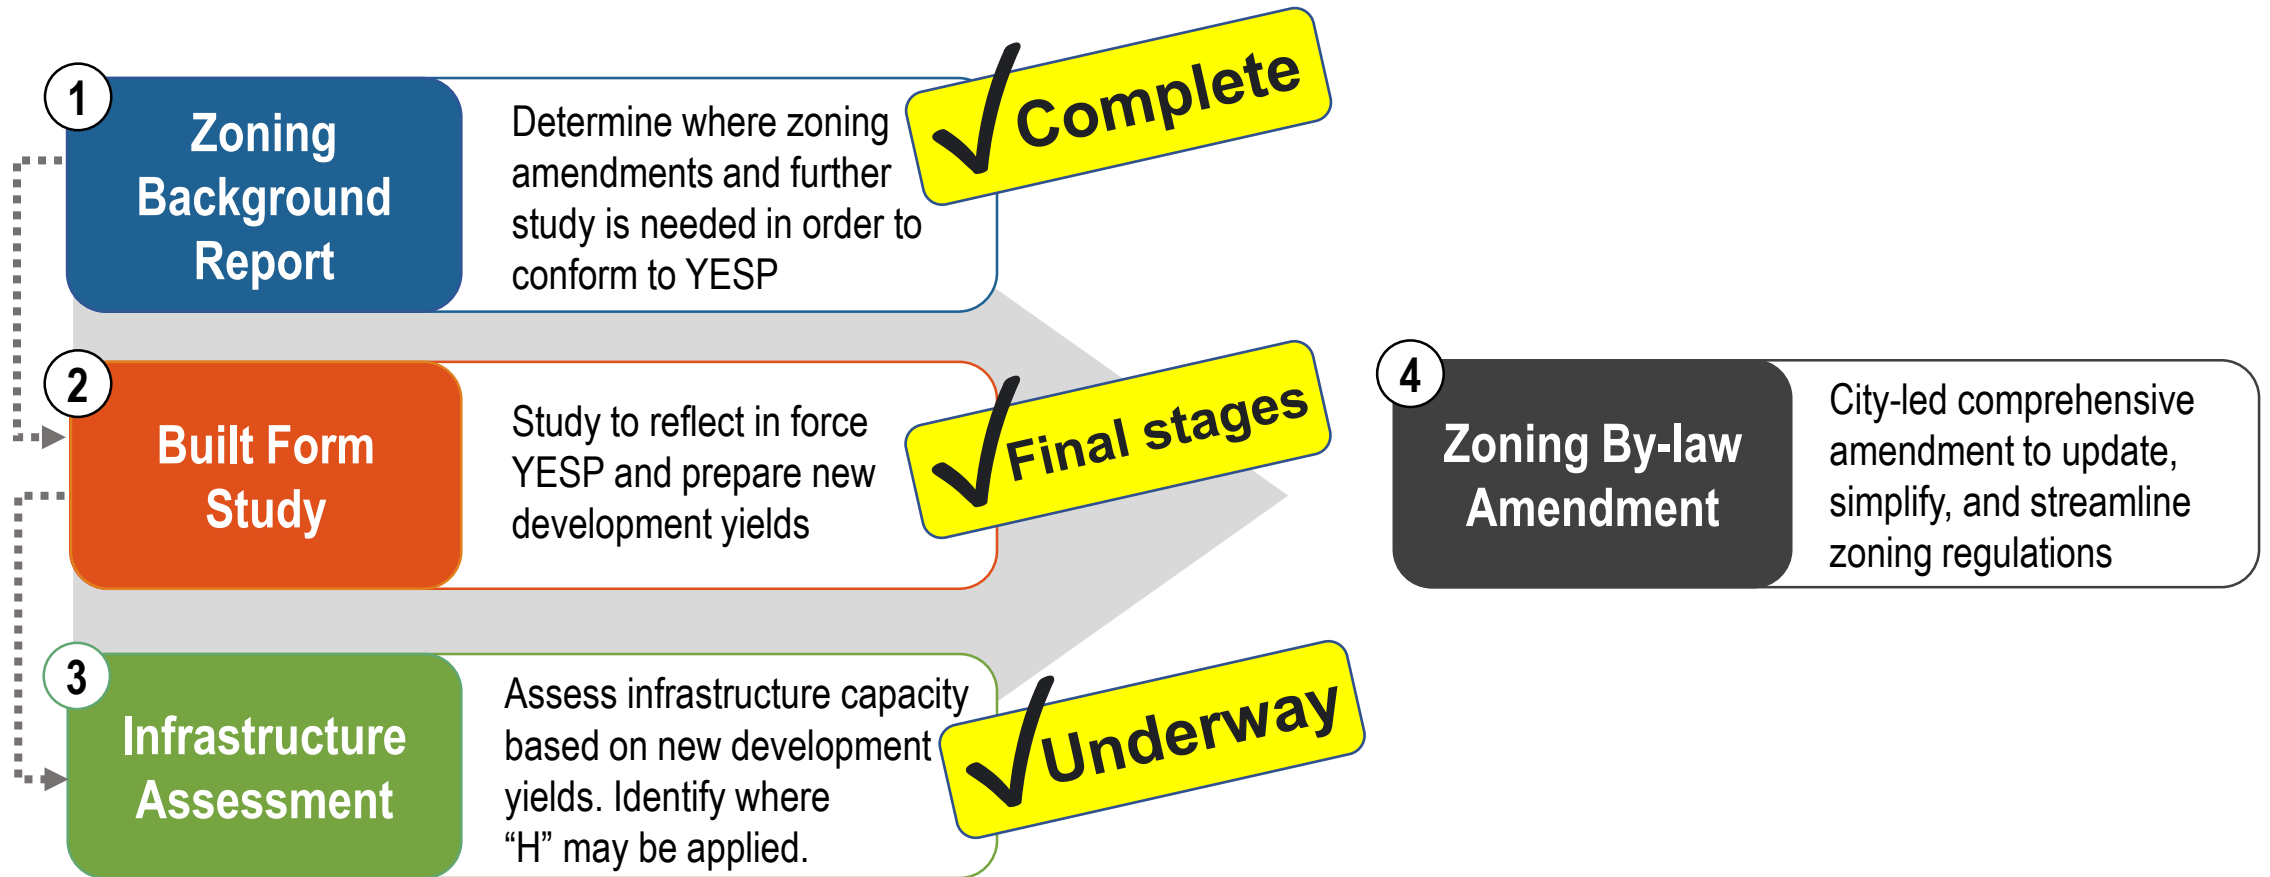 1
Zoning
Background
Report
Determine where zoning
amendments and further
study is needed in order to
conform to YESP
✓Complete
2
Built Form
Study
Study to reflect in force
YESP and prepare new
development yields
✓Final stages
3
Infrastructure
Assessment
Assess infrastructure capacity
based on new development
yields. Identify where
“H” may be applied.
✓Underway
4
Zoning By-law
Amendment
City-led comprehensive
amendment to update,
simplify, and streamline
zoning regulations